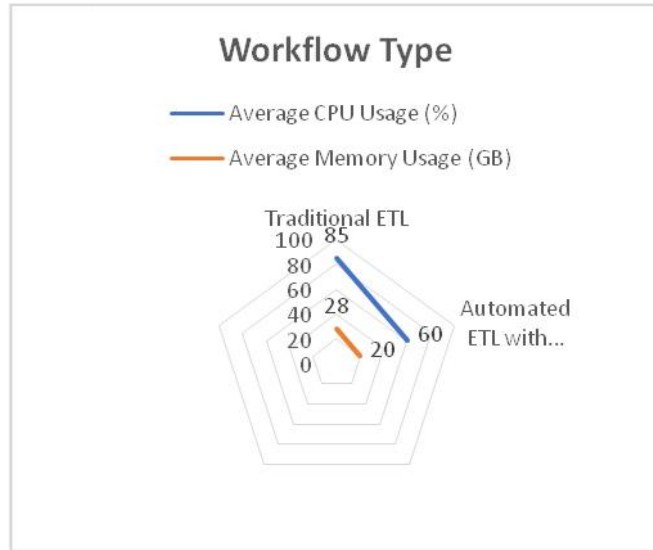 Workflow Type
Average CPU Usage (%)
Average Memory Usage (GB)
Traditional ETL
85
100
80
60
40
20
0
28
20
60
Automated
ETL with...